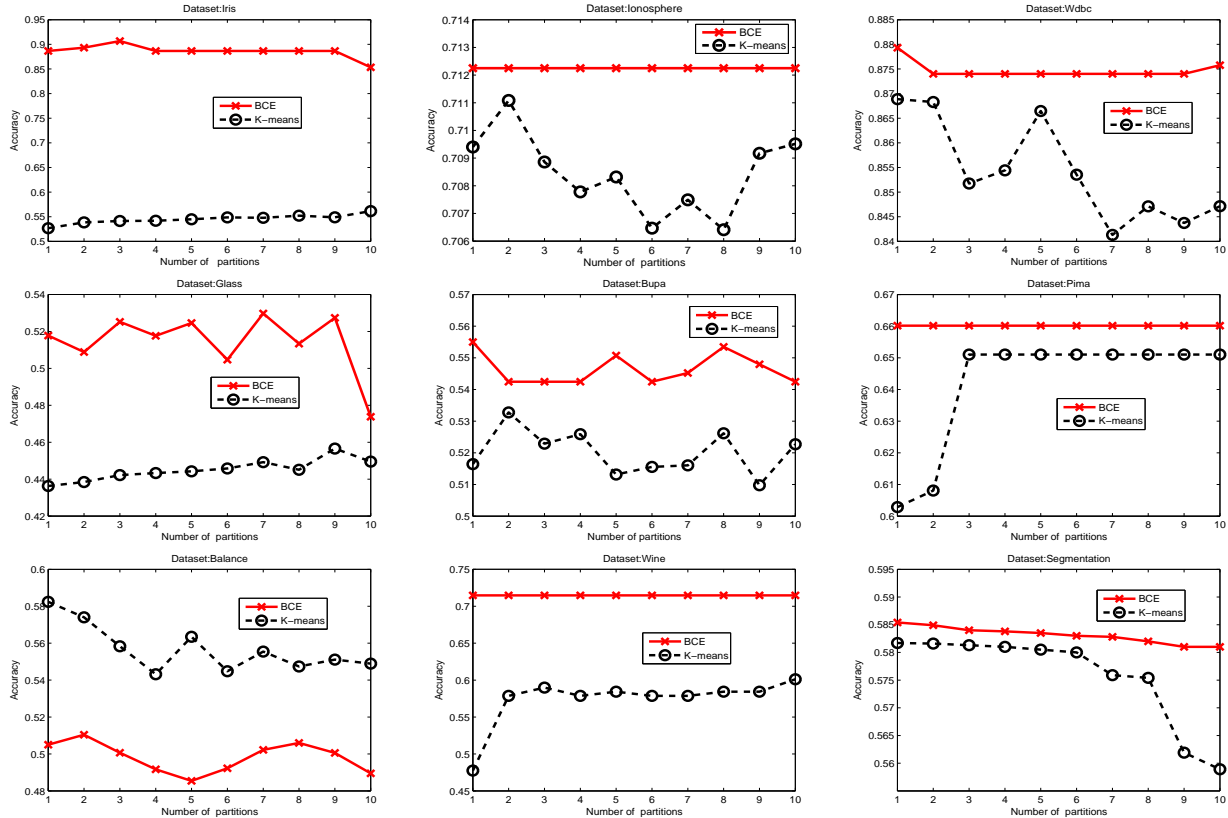 Dataset:Iris
0.95
0.9
0.85
0.8
0.75
0.7
0.65
0.6
0.55
0.5
Accuracy
BCE
K−means
1 2 3 4 5 6 7 8 9 10
Number of partitions
Dataset:Ionosphere
0.714
0.713
0.712
0.711
0.71
0.709
0.708
0.707
0.706
Accuracy
BCE
K−means
1 2 3 4 5 6 7 8 9 10
Number of partitions
Dataset:Wdbc
0.885
0.88
0.875
0.87
0.865
0.86
0.855
0.85
0.845
0.84
Accuracy
BCE
K−means
1 2 3 4 5 6 7 8 9 10
Number of partitions
Dataset:Glass
0.54
0.52
0.5
0.48
0.46
0.44
0.42
Accuracy
BCE
K−means
1 2 3 4 5 6 7 8 9 10
Number of partitions
Dataset:Bupa
0.57
0.56
0.55
0.54
0.53
0.52
0.51
0.5
Accuracy
BCE
K−means
1 2 3 4 5 6 7 8 9 10
Number of partitions
Dataset:Pima
0.67
0.66
0.65
0.64
0.63
0.62
0.61
0.6
Accuracy
BCE
K−means
1 2 3 4 5 6 7 8 9 10
Number of partitions
Dataset:Balance
0.6
0.58
0.56
0.54
0.52
0.5
0.48
Accuracy
BCE
K−means
1 2 3 4 5 6 7 8 9 10
Number of partitions
Dataset:Wine
0.75
0.7
0.65
0.6
0.55
0.5
0.45
Accuracy
BCE
K−means
1 2 3 4 5 6 7 8 9 10
Number of partitions
Dataset:Segmentation
0.595
0.59
0.585
0.58
0.575
0.57
0.565
0.56
Accuracy
BCE
K−means
1 2 3 4 5 6 7 8 9 10
Number of partitions